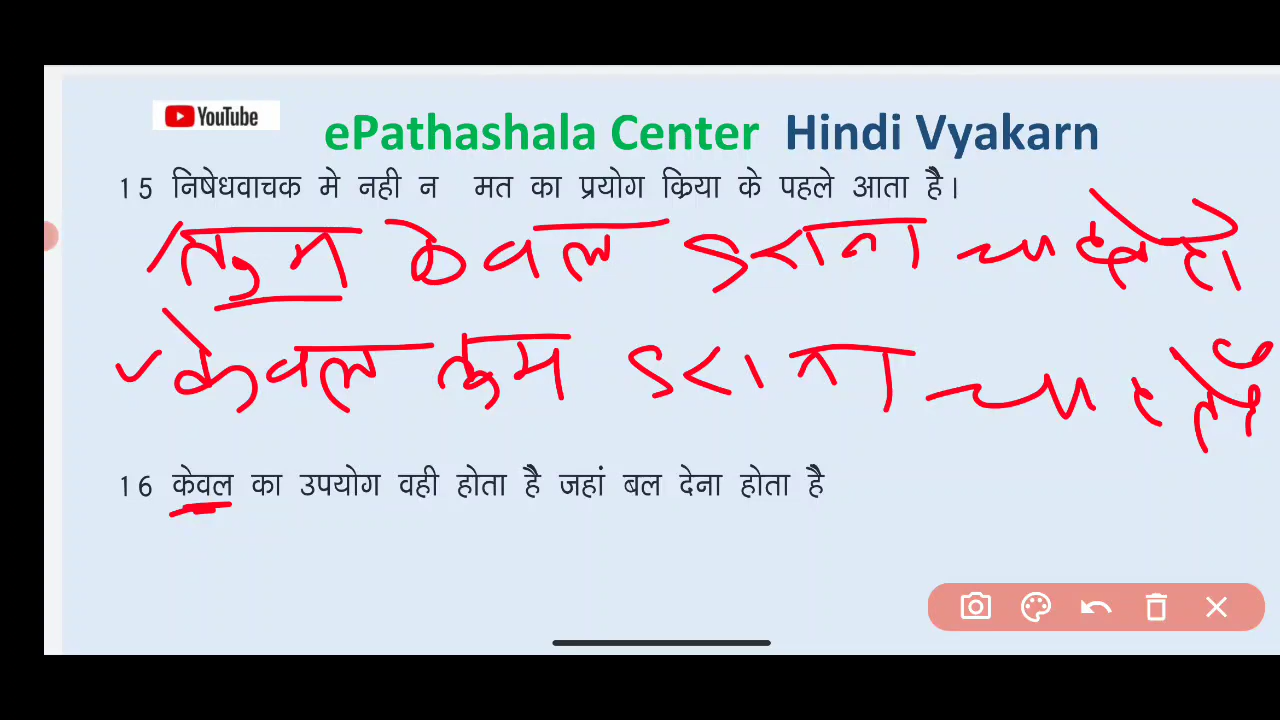 YouTube
ePathashala Center Hindi Vyakarn
15 निषेधवाचक मे नही न मत का प्रयोग क्रिया के पहले आता है।
तुम केवल डराना चाहते हो
केवल तुम डराना चाहते हो
16 केवल का उपयोग वही होता है जहां बल देना होता है